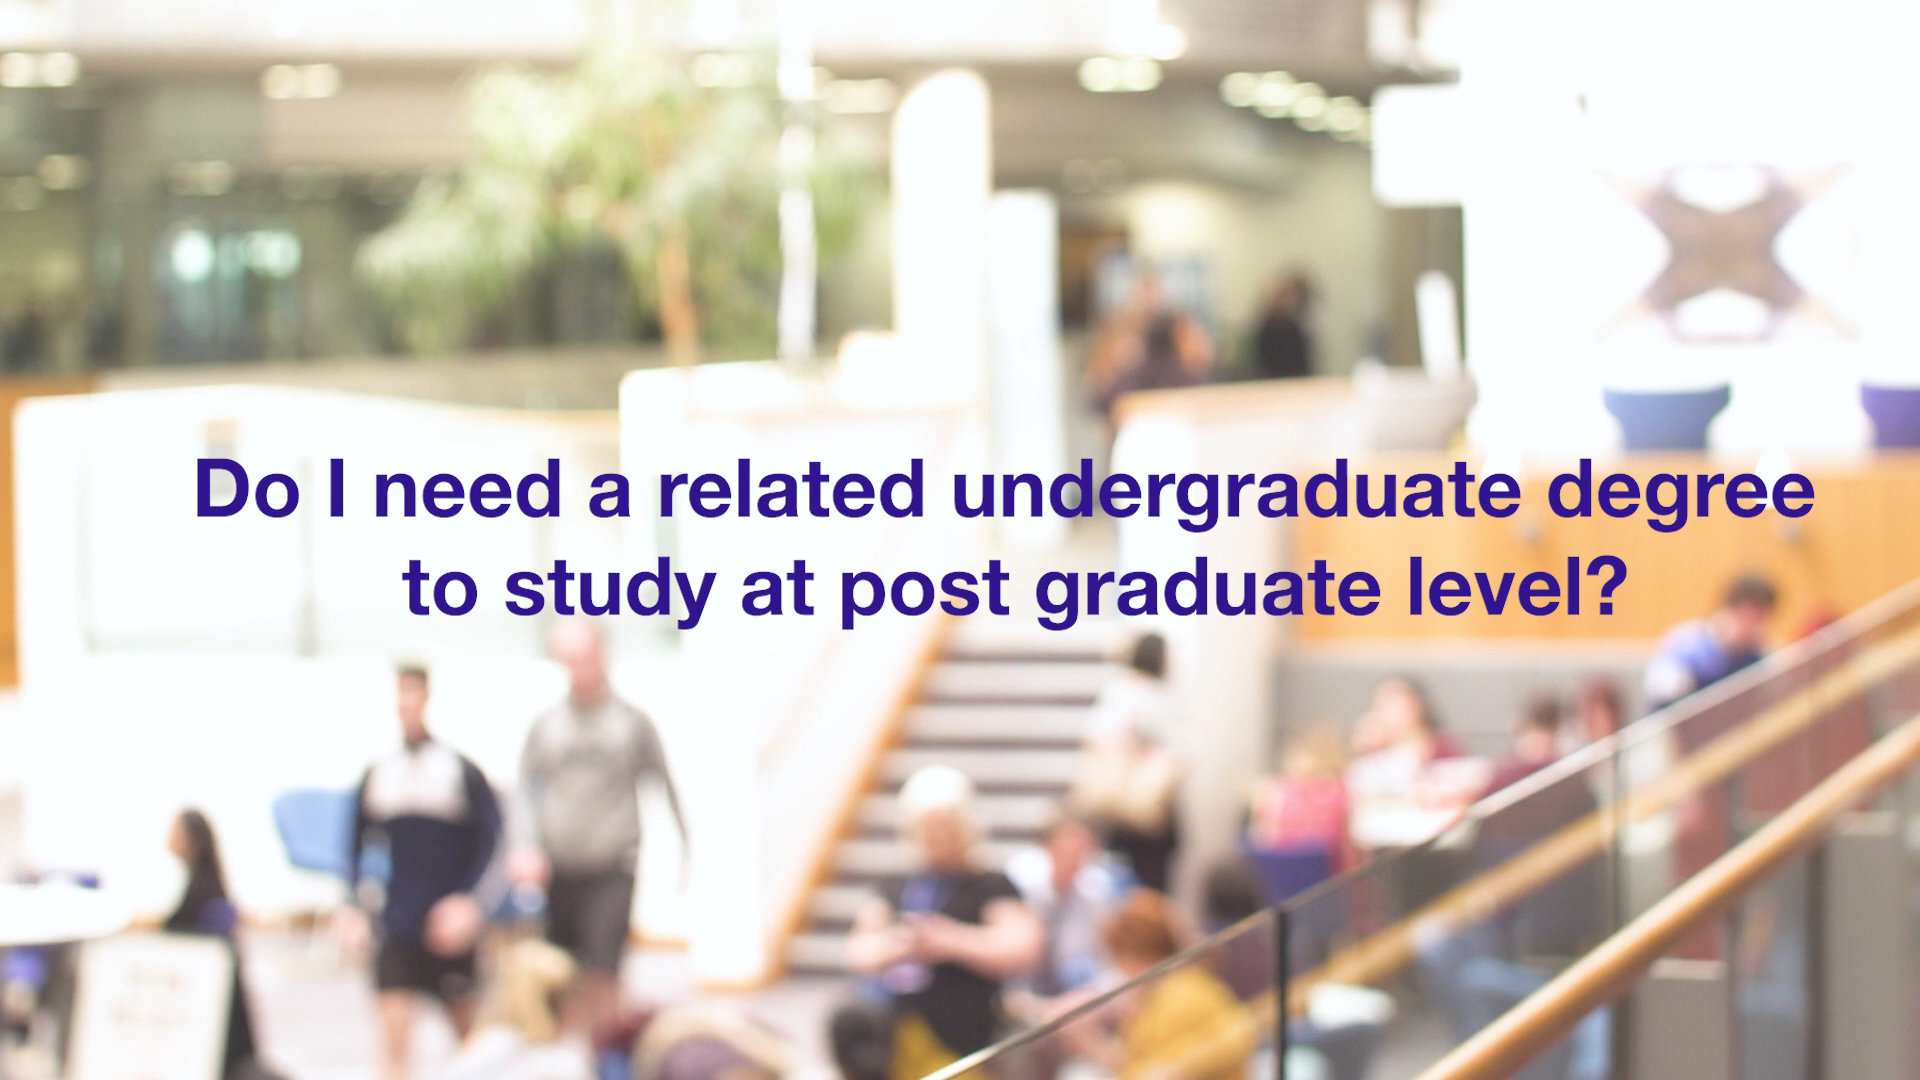 Do I need a related undergraduate degree
to study at post graduate level?